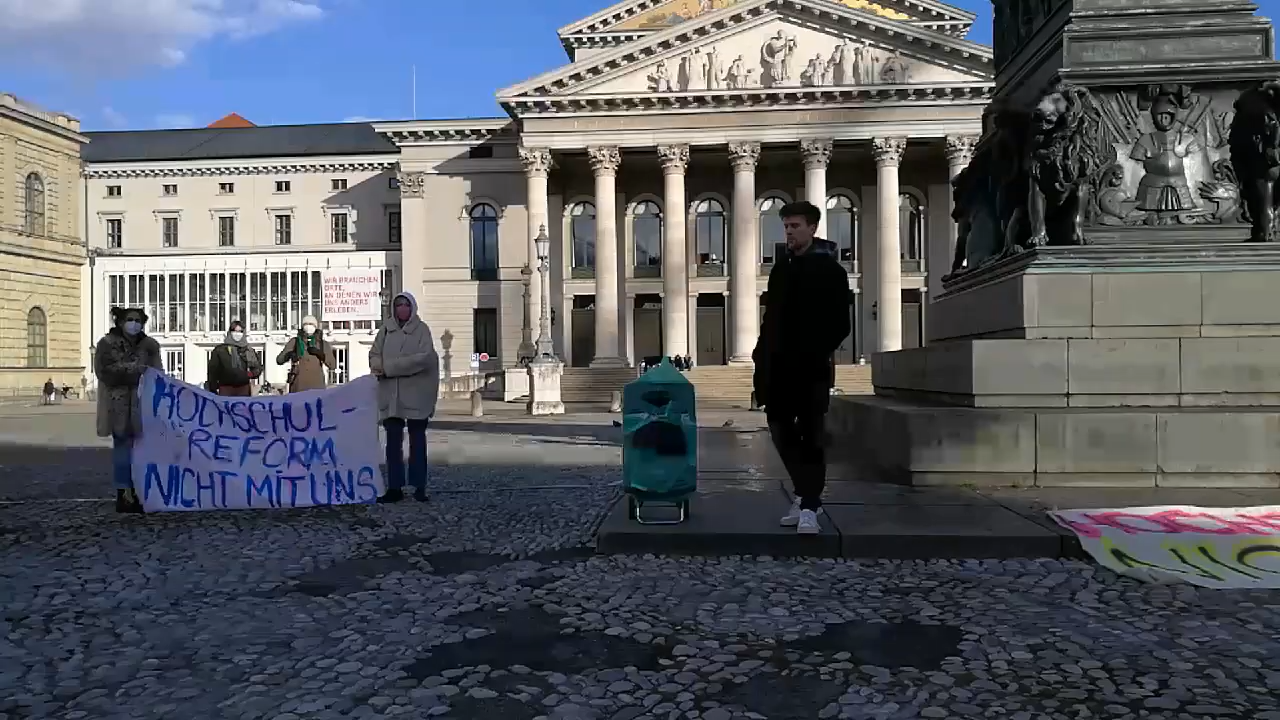 WIR BRAUCHEN
ORTE,
AN DENEN WIR
UNS ANDERS
ERLEBEN.
HOCHSCHUL-
REFORM
NICHT MIT UNS